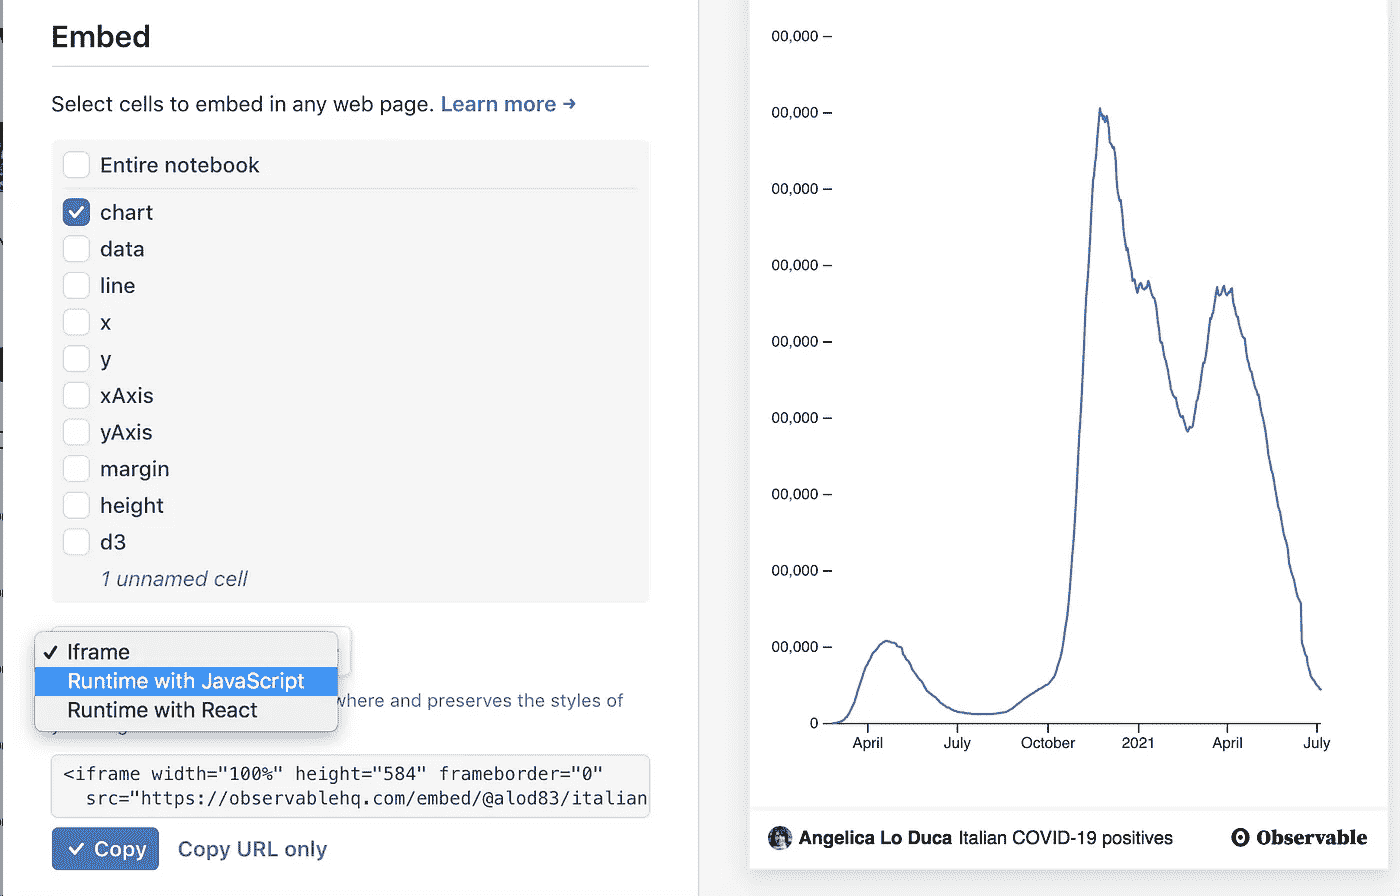 Embed
Select cells to embed in any web page. Learn more →
Entire notebook
chart
data
line
x
y
xAxis
yAxis
margin
height
d3
1 unnamed cell
✓ Iframe
Runtime with JavaScript
Runtime with React
where and preserves the styles of
<iframe width="100%" height="584" frameborder="0"
src="https://observablehq.com/embed/@alod83/italian
Copy
Copy URL only
00,000
00,000
00,000
00,000
00,000
00,000
00,000
00,000
00,000
0
April July October 2021 April July
Angelica Lo Duca Italian COVID-19 positives
Observable